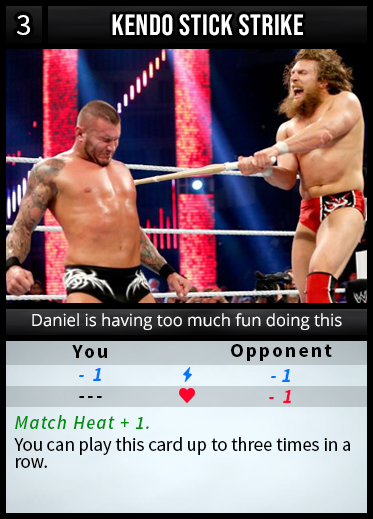 3
KENDO STICK STRIKE
W
Daniel is having too much fun doing this
You Opponent
- 1 - 1
--- - 1
Match Heat + 1.
You can play this card up to three times in a
row.